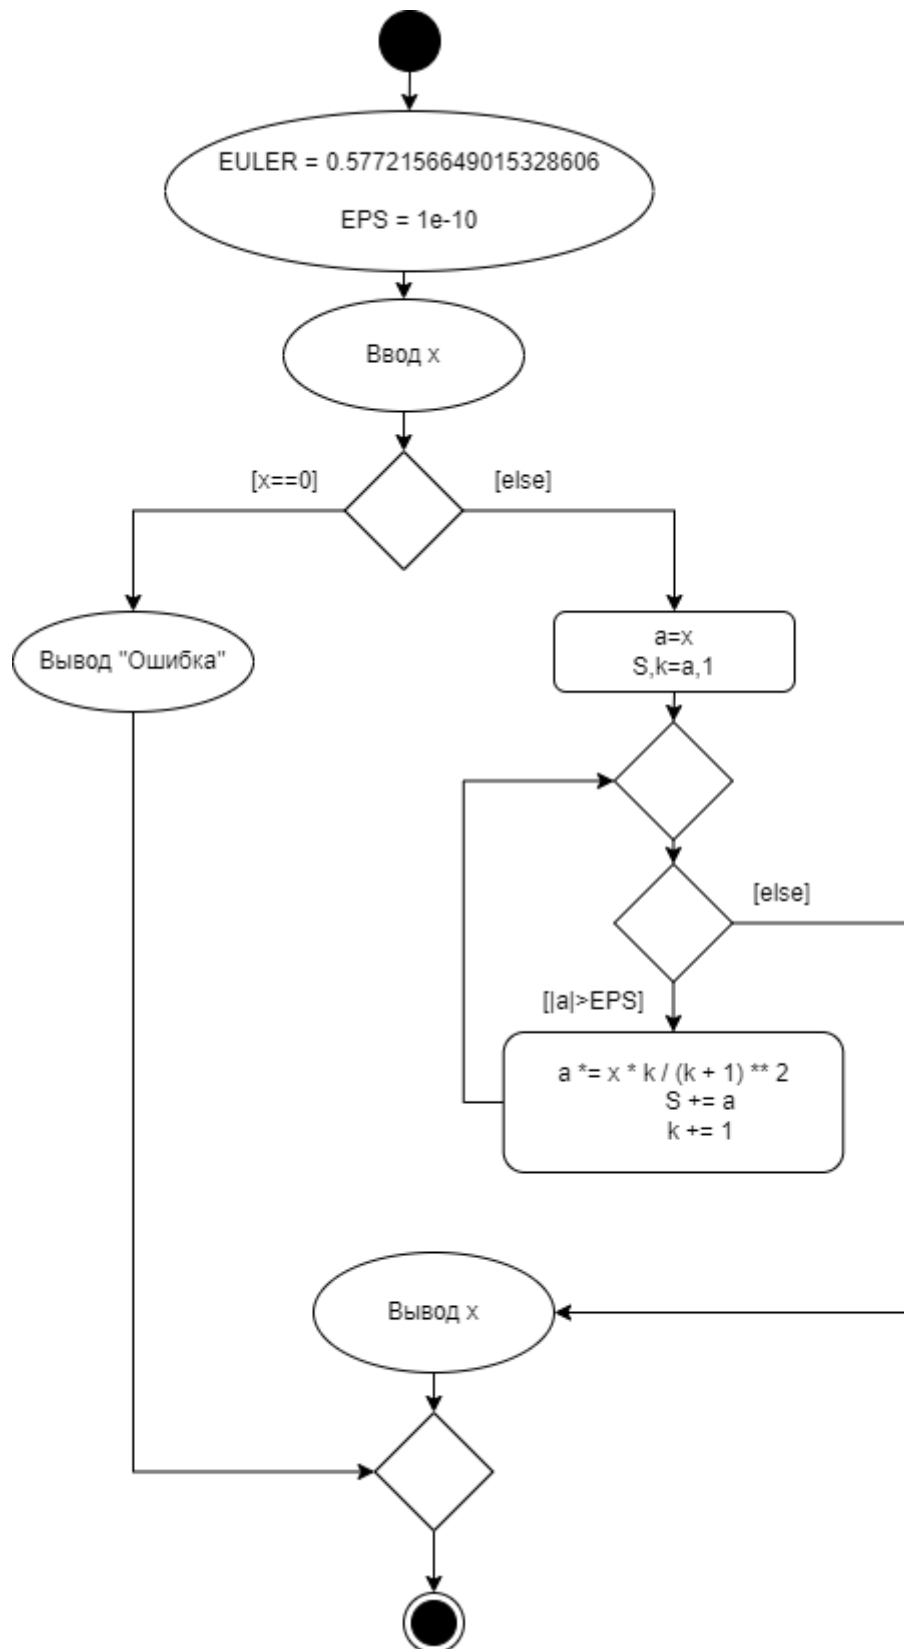 EULER = 0.5772156649015328606
EPS = 1e-10
Ввод x
[x==0]
[else]
Вывод "Ошибка"
a=x
S,k=a,1
[else]
[|a|>EPS]
a *= x * k / (k + 1) ** 2
S += a
k += 1
Вывод x